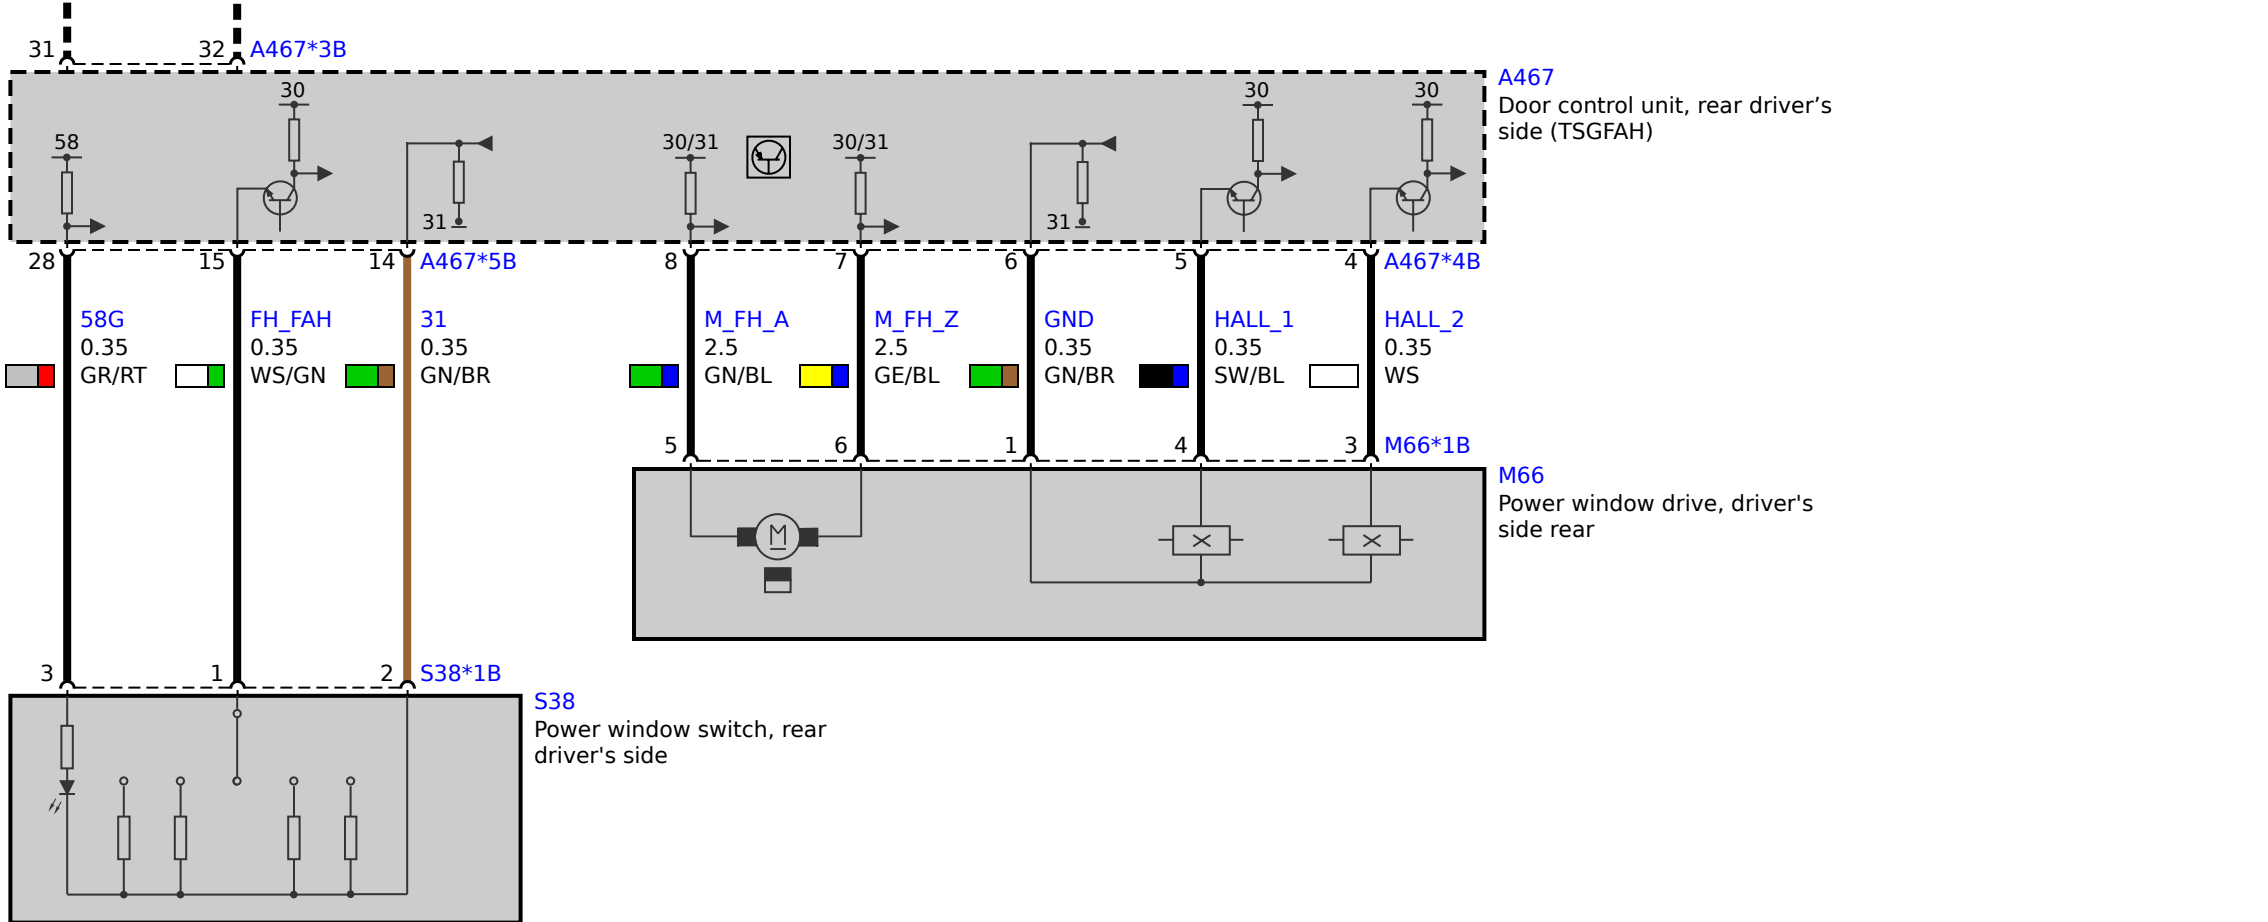 31 32 A467*3B
A467
Door control unit, rear driver’s
side (TSGFAH)
30 30 30
58 30/31 30/31
31 31
28 15 14 A467*5B 8 7 6 5 4 A467*4B
58G FH_FAH 31 M_FH_A M_FH_Z GND HALL_1 HALL_2
0.35 0.35 0.35 2.5 2.5 0.35 0.35 0.35
GR/RT WS/GN GN/BR GN/BL GE/BL GN/BR SW/BL WS
5 6 1 4 3 M66*1B
M66
Power window drive, driver's
side rear
M
3 1 2 S38*1B
S38
Power window switch, rear
driver's side